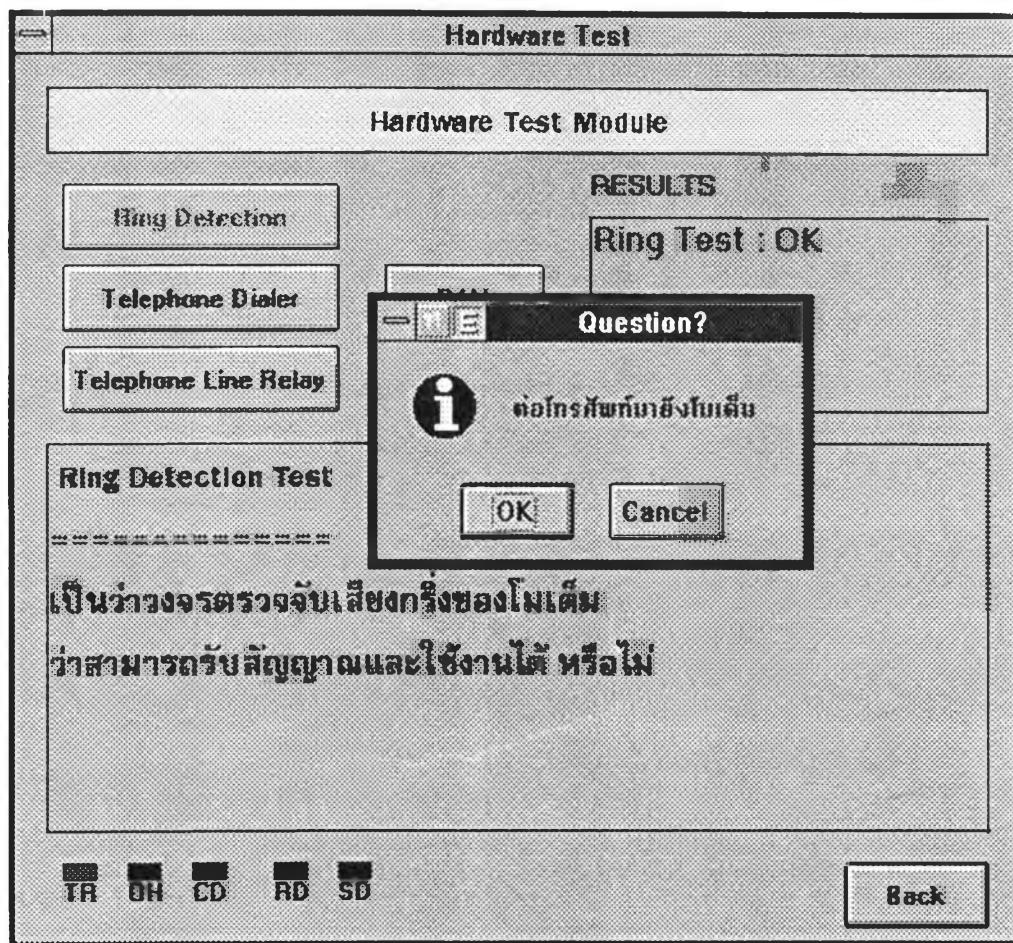 Hardware Test
Hardware Test Module
Ring Detection
Telephone Dialer
Telephone Line Relay
RESULTS
Ring Test : OK
Question?
ต่อโทรศัพท์มายังโมเด็ม
OK
Cancel
Ring Detection Test
==============
เป็นว่าวงจรตรวจจับเสียงกริ่งของโมเด็ม
ว่าสามารถรับสัญญาณและใช้งานได้ หรือไม่
TR OH CD RD SD
Back